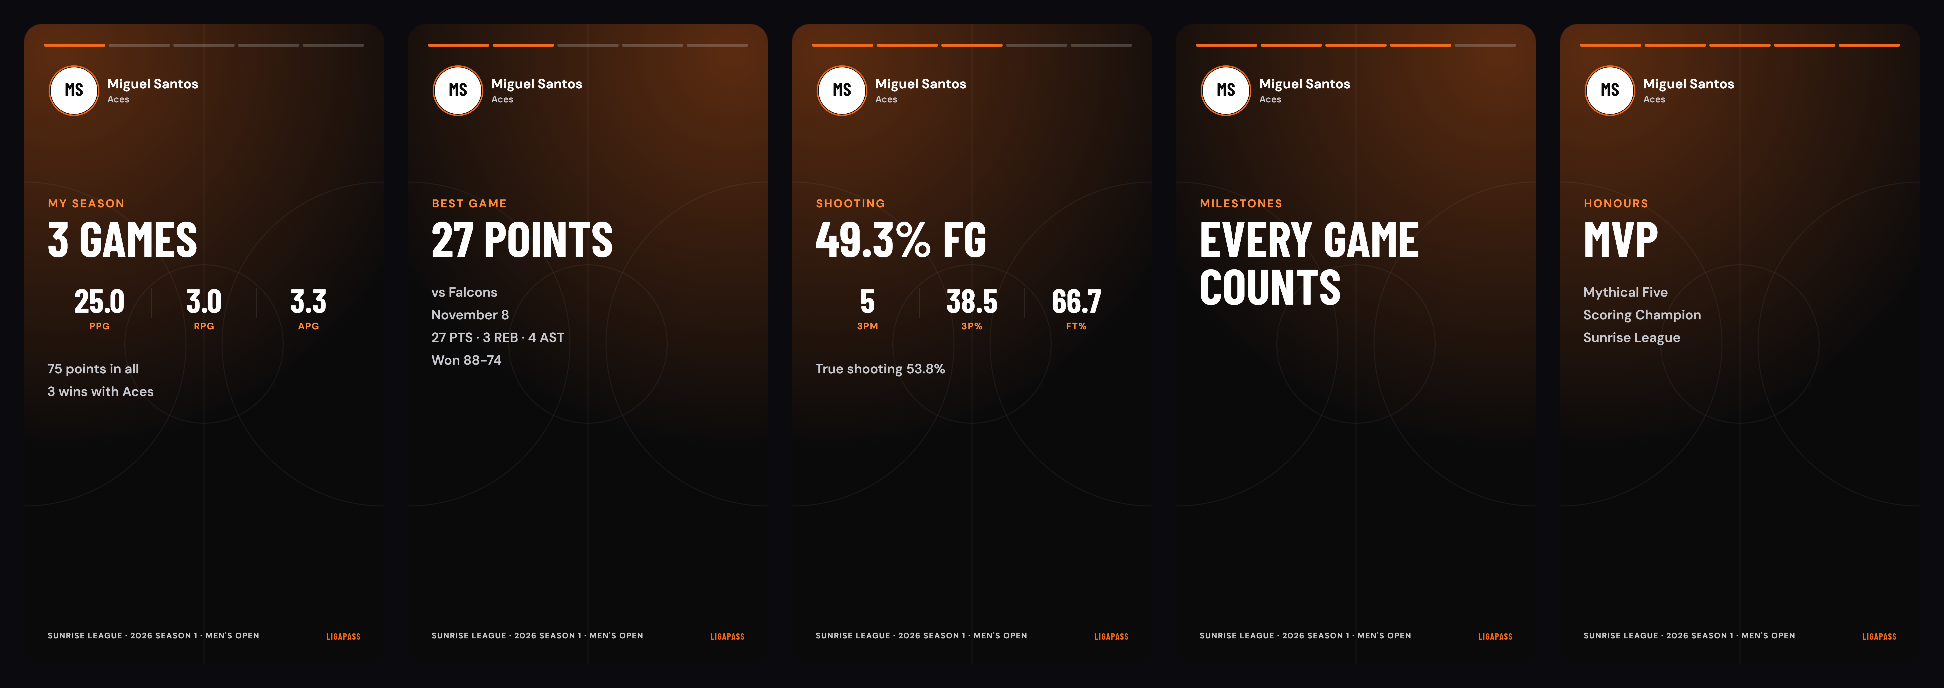 MS
Miguel Santos
Aces
MY SEASON
3 GAMES
25.0 3.0 3.3
PPG RPG APG
75 points in all
3 wins with Aces
SUNRISE LEAGUE · 2026 SEASON 1 · MEN'S OPEN
LIGAPASS
MS
Miguel Santos
Aces
BEST GAME
27 POINTS
vs Falcons
November 8
27 PTS · 3 REB · 4 AST
Won 88–74
SUNRISE LEAGUE · 2026 SEASON 1 · MEN'S OPEN
LIGAPASS
MS
Miguel Santos
Aces
SHOOTING
49.3% FG
5 38.5 66.7
3PM 3P% FT%
True shooting 53.8%
SUNRISE LEAGUE · 2026 SEASON 1 · MEN'S OPEN
LIGAPASS
MS
Miguel Santos
Aces
MILESTONES
EVERY GAME
COUNTS
SUNRISE LEAGUE · 2026 SEASON 1 · MEN'S OPEN
LIGAPASS
MS
Miguel Santos
Aces
HONOURS
MVP
Mythical Five
Scoring Champion
Sunrise League
SUNRISE LEAGUE · 2026 SEASON 1 · MEN'S OPEN
LIGAPASS